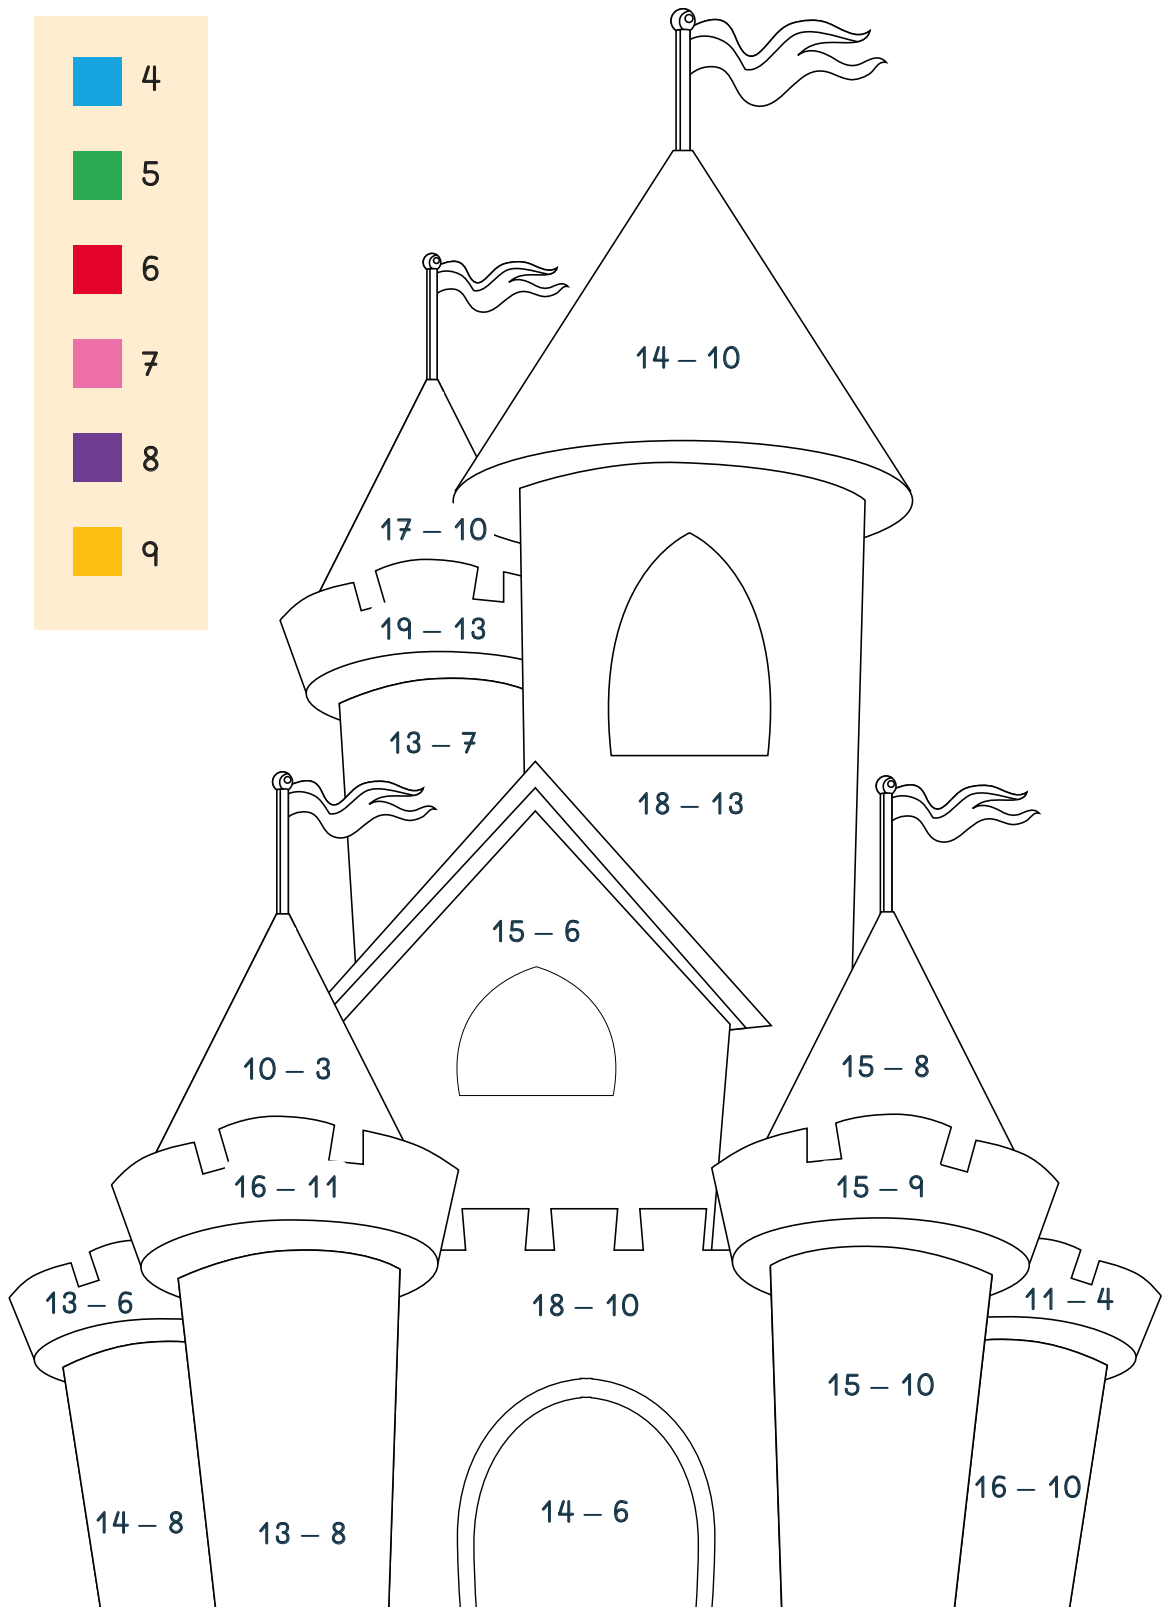 4
5
6
7
8
9
14 – 10
17 – 10
19 – 13
13 – 7
18 – 13
15 – 6
10 – 3
15 – 8
16 – 11
15 – 9
13 – 6
18 – 10
11 – 4
15 – 10
16 – 10
14 – 8
13 – 8
14 – 6